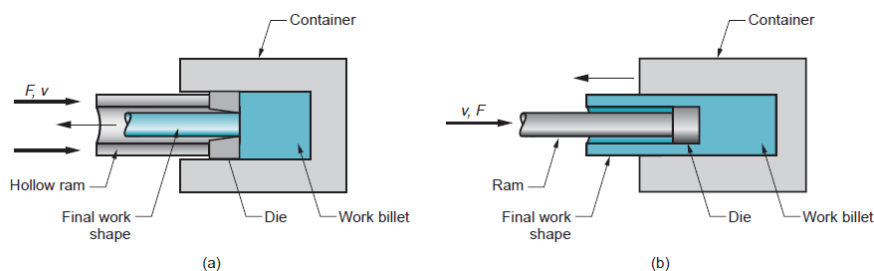 Container
F, v
Hollow ram
Final work
shape
Die
Work billet
(a)
Container
v, F
Ram
Final work
shape
Die
Work billet
(b)